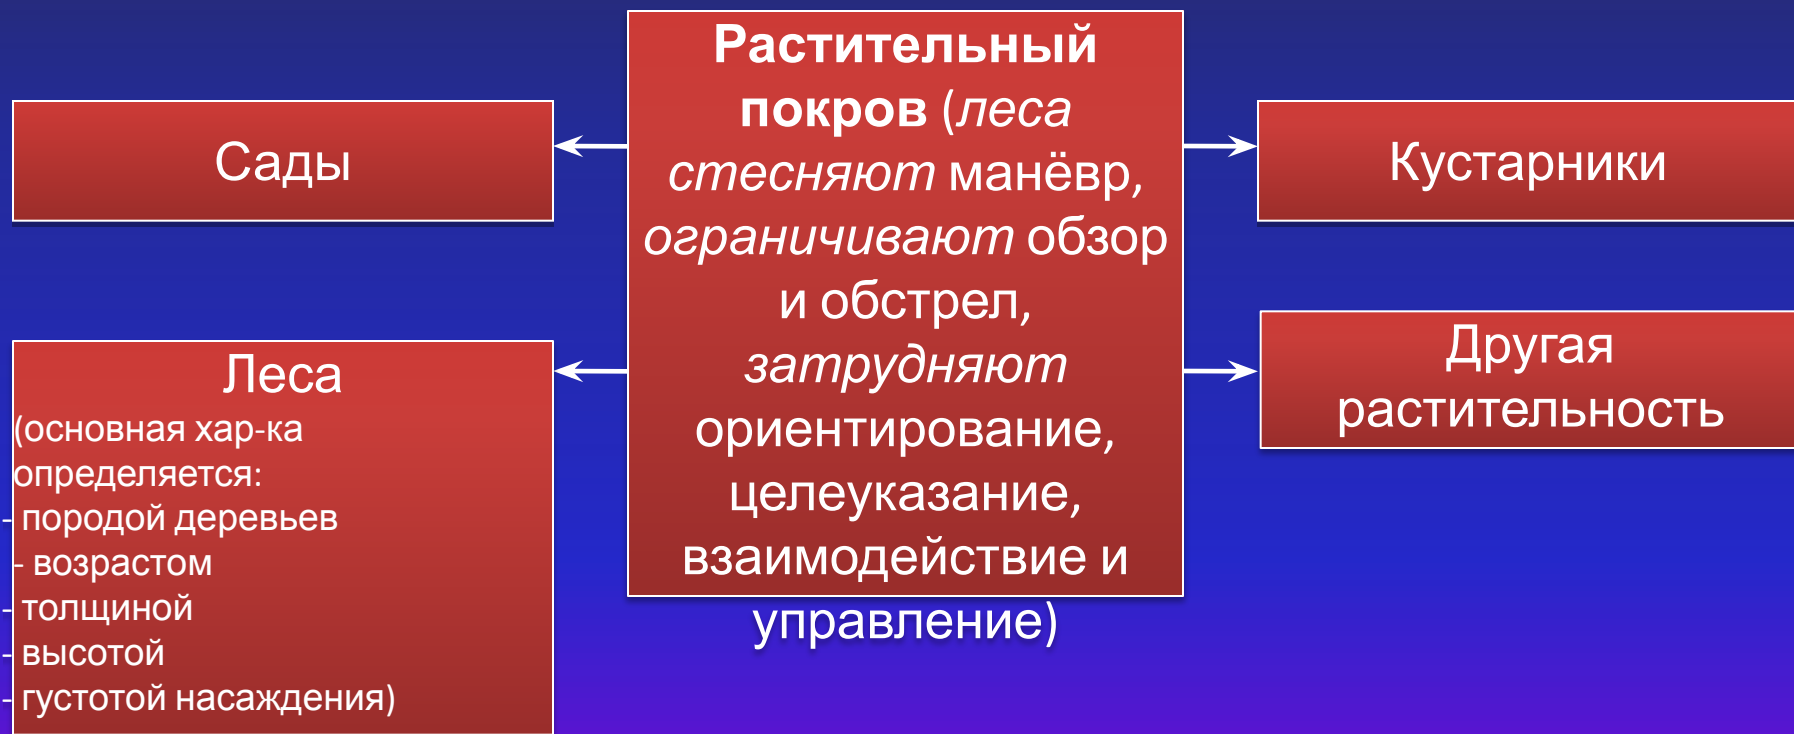 Растительный
покров (леса
стесняют манёвр,
ограничивают обзор
и обстрел,
затрудняют
ориентирование,
целеуказание,
взаимодействие и
управление)
Сады
Кустарники
Леса
(основная хар-ка
определяется:
- породой деревьев
- возрастом
- толщиной
- высотой
- густотой насаждения)
Другая
растительность